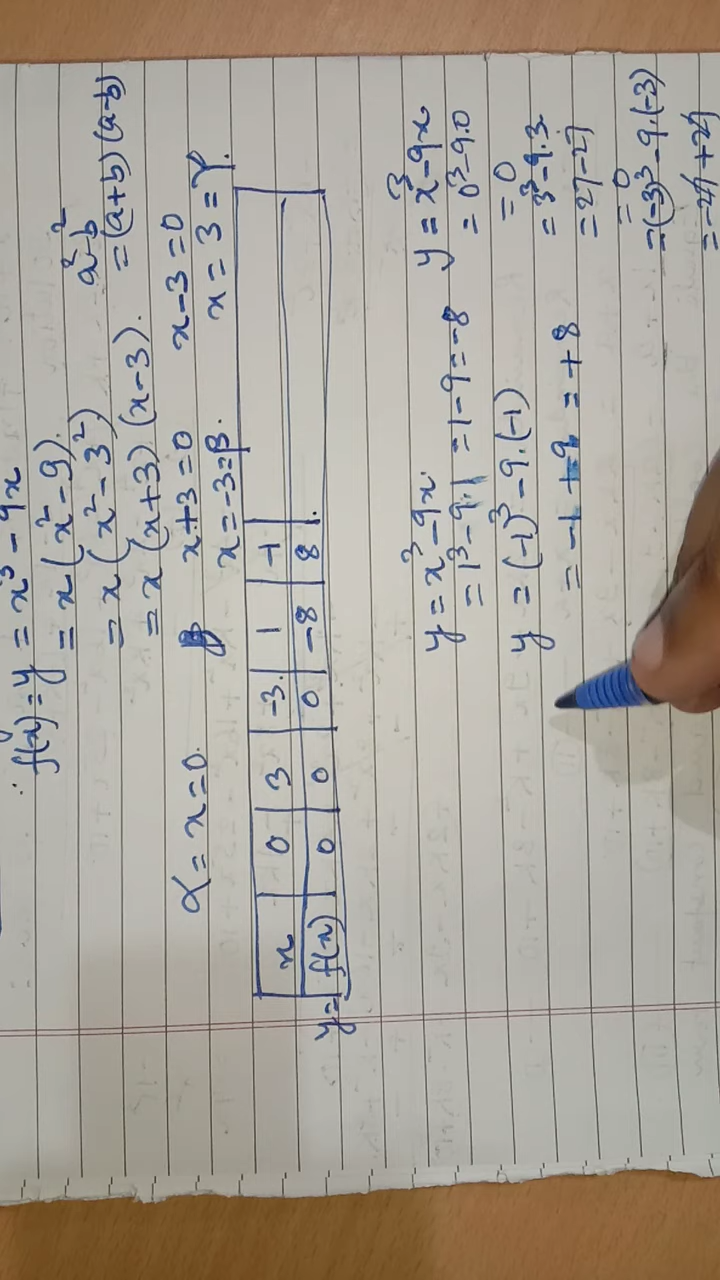 ∴ f(x) = y = x³ - 9x
= x (x² - 9).
= x (x² - 3²) a² - b²
= x (x+3) (x-3). = (a+b) (a-b)
α = x = 0. x+3 = 0 x-3 = 0
x = -3 = β. x = 3 = γ.
x | 0 | 3 | -3. | 1 | -1
y = f(x) | 0 | 0 | 0 | -8 | 8
y = x³ - 9x. y = x³ - 9x
= 1³ - 9.1 = 1 - 9 = -8 = 0³ - 9.0
= 0
y = (-1)³ - 9.(-1) = 3³ - 9.3
= -1 + 9 = +8 = 27 - 27
= 0
= (-3)³ - 9.(-3)
= -27 + 27